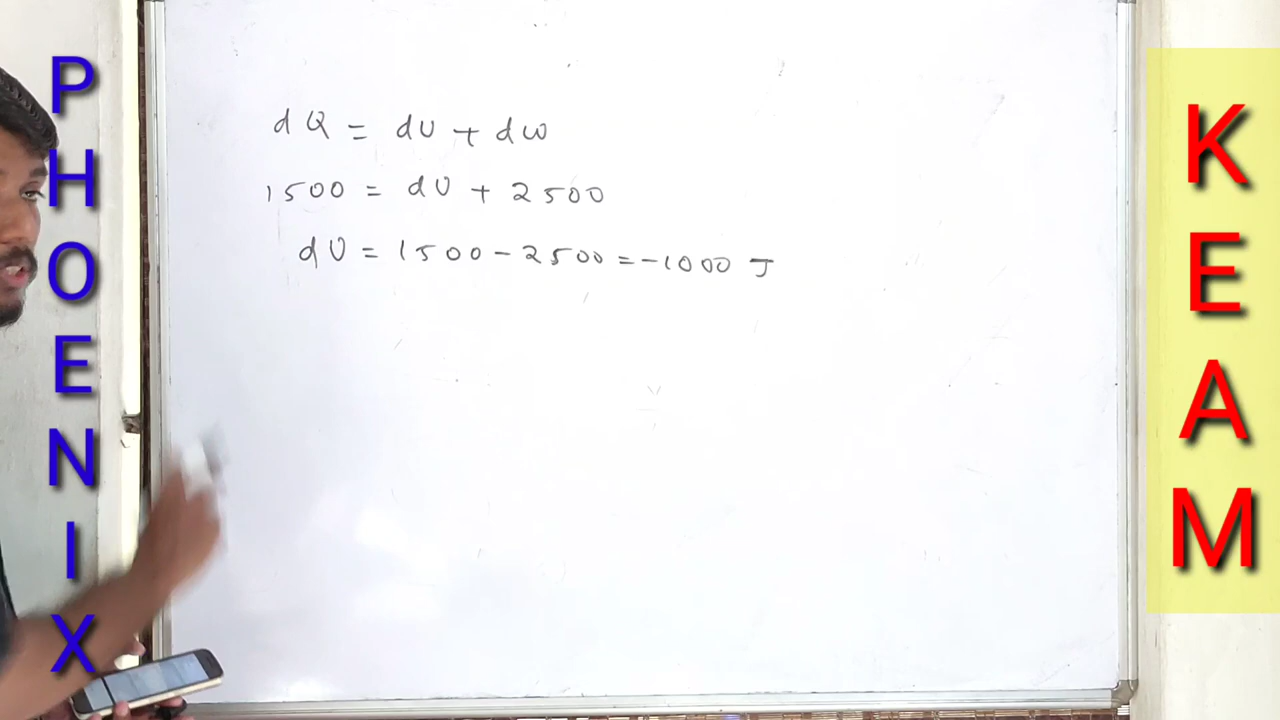 PHOENIX
dQ = dU + dW
1500 = dU + 2500
dU = 1500 - 2500 = -1000 J
KEAM